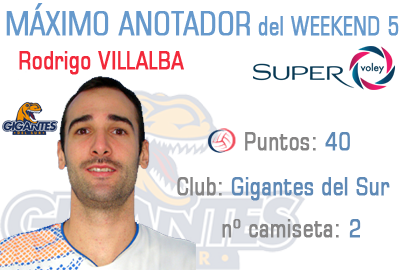 MÁXIMO ANOTADOR del WEEKEND 5
Rodrigo VILLALBA
SUPER voley
GIGANTES
Puntos: 40
Club: Gigantes del Sur
nº camiseta: 2
GIGANTES